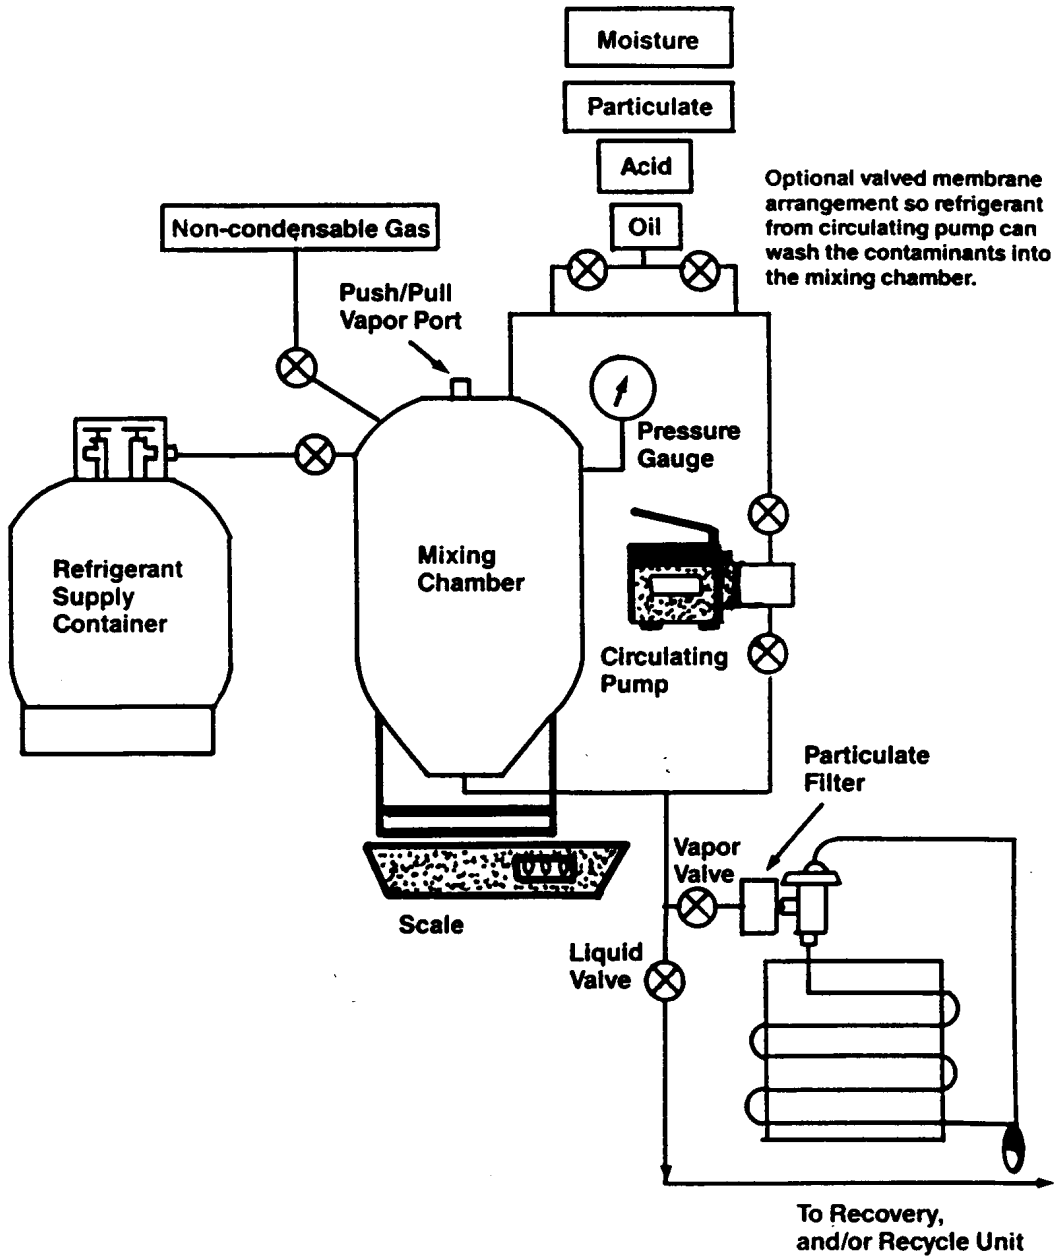 Moisture
Particulate
Acid
Oil
Optional valved membrane
arrangement so refrigerant
from circulating pump can
wash the contaminants into
the mixing chamber.
Non-condensable Gas
Push/Pull
Vapor Port
Pressure
Gauge
Refrigerant
Supply
Container
Mixing
Chamber
Circulating
Pump
Particulate
Filter
Vapor
Valve
000
Scale
Liquid
Valve
To Recovery,
and/or Recycle Unit